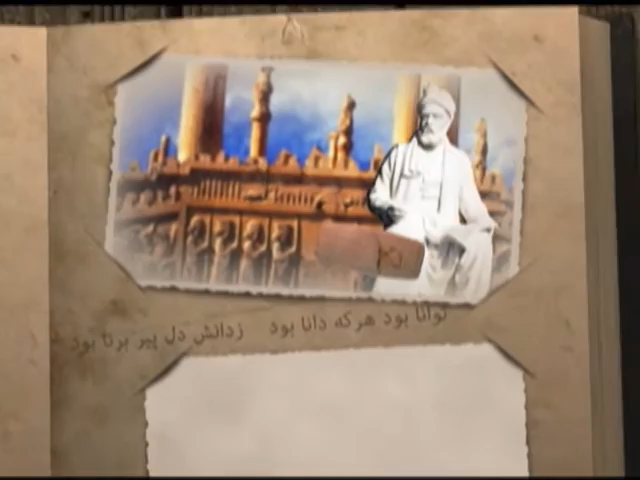 توانا بود هرکه دانا بود    زدانش دل پیر برنا بود